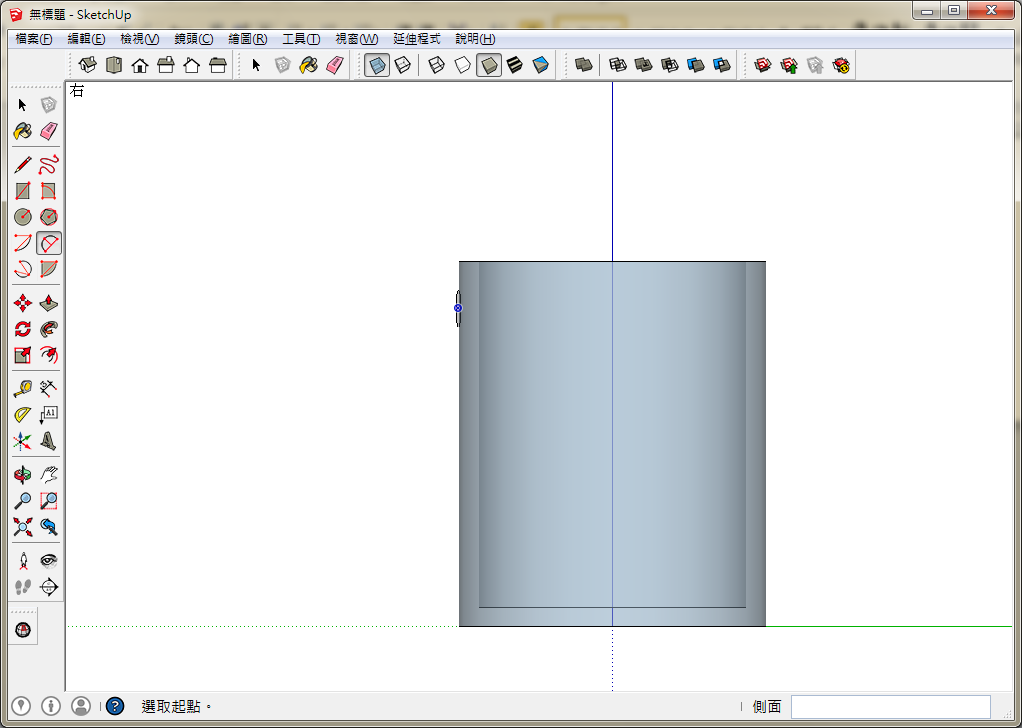 無標題 - SketchUp
檔案(F) 編輯(E) 檢視(V) 鏡頭(C) 繪圖(R) 工具(T) 視窗(W) 延伸程式 說明(H)
右
A1
選取起點。
側面